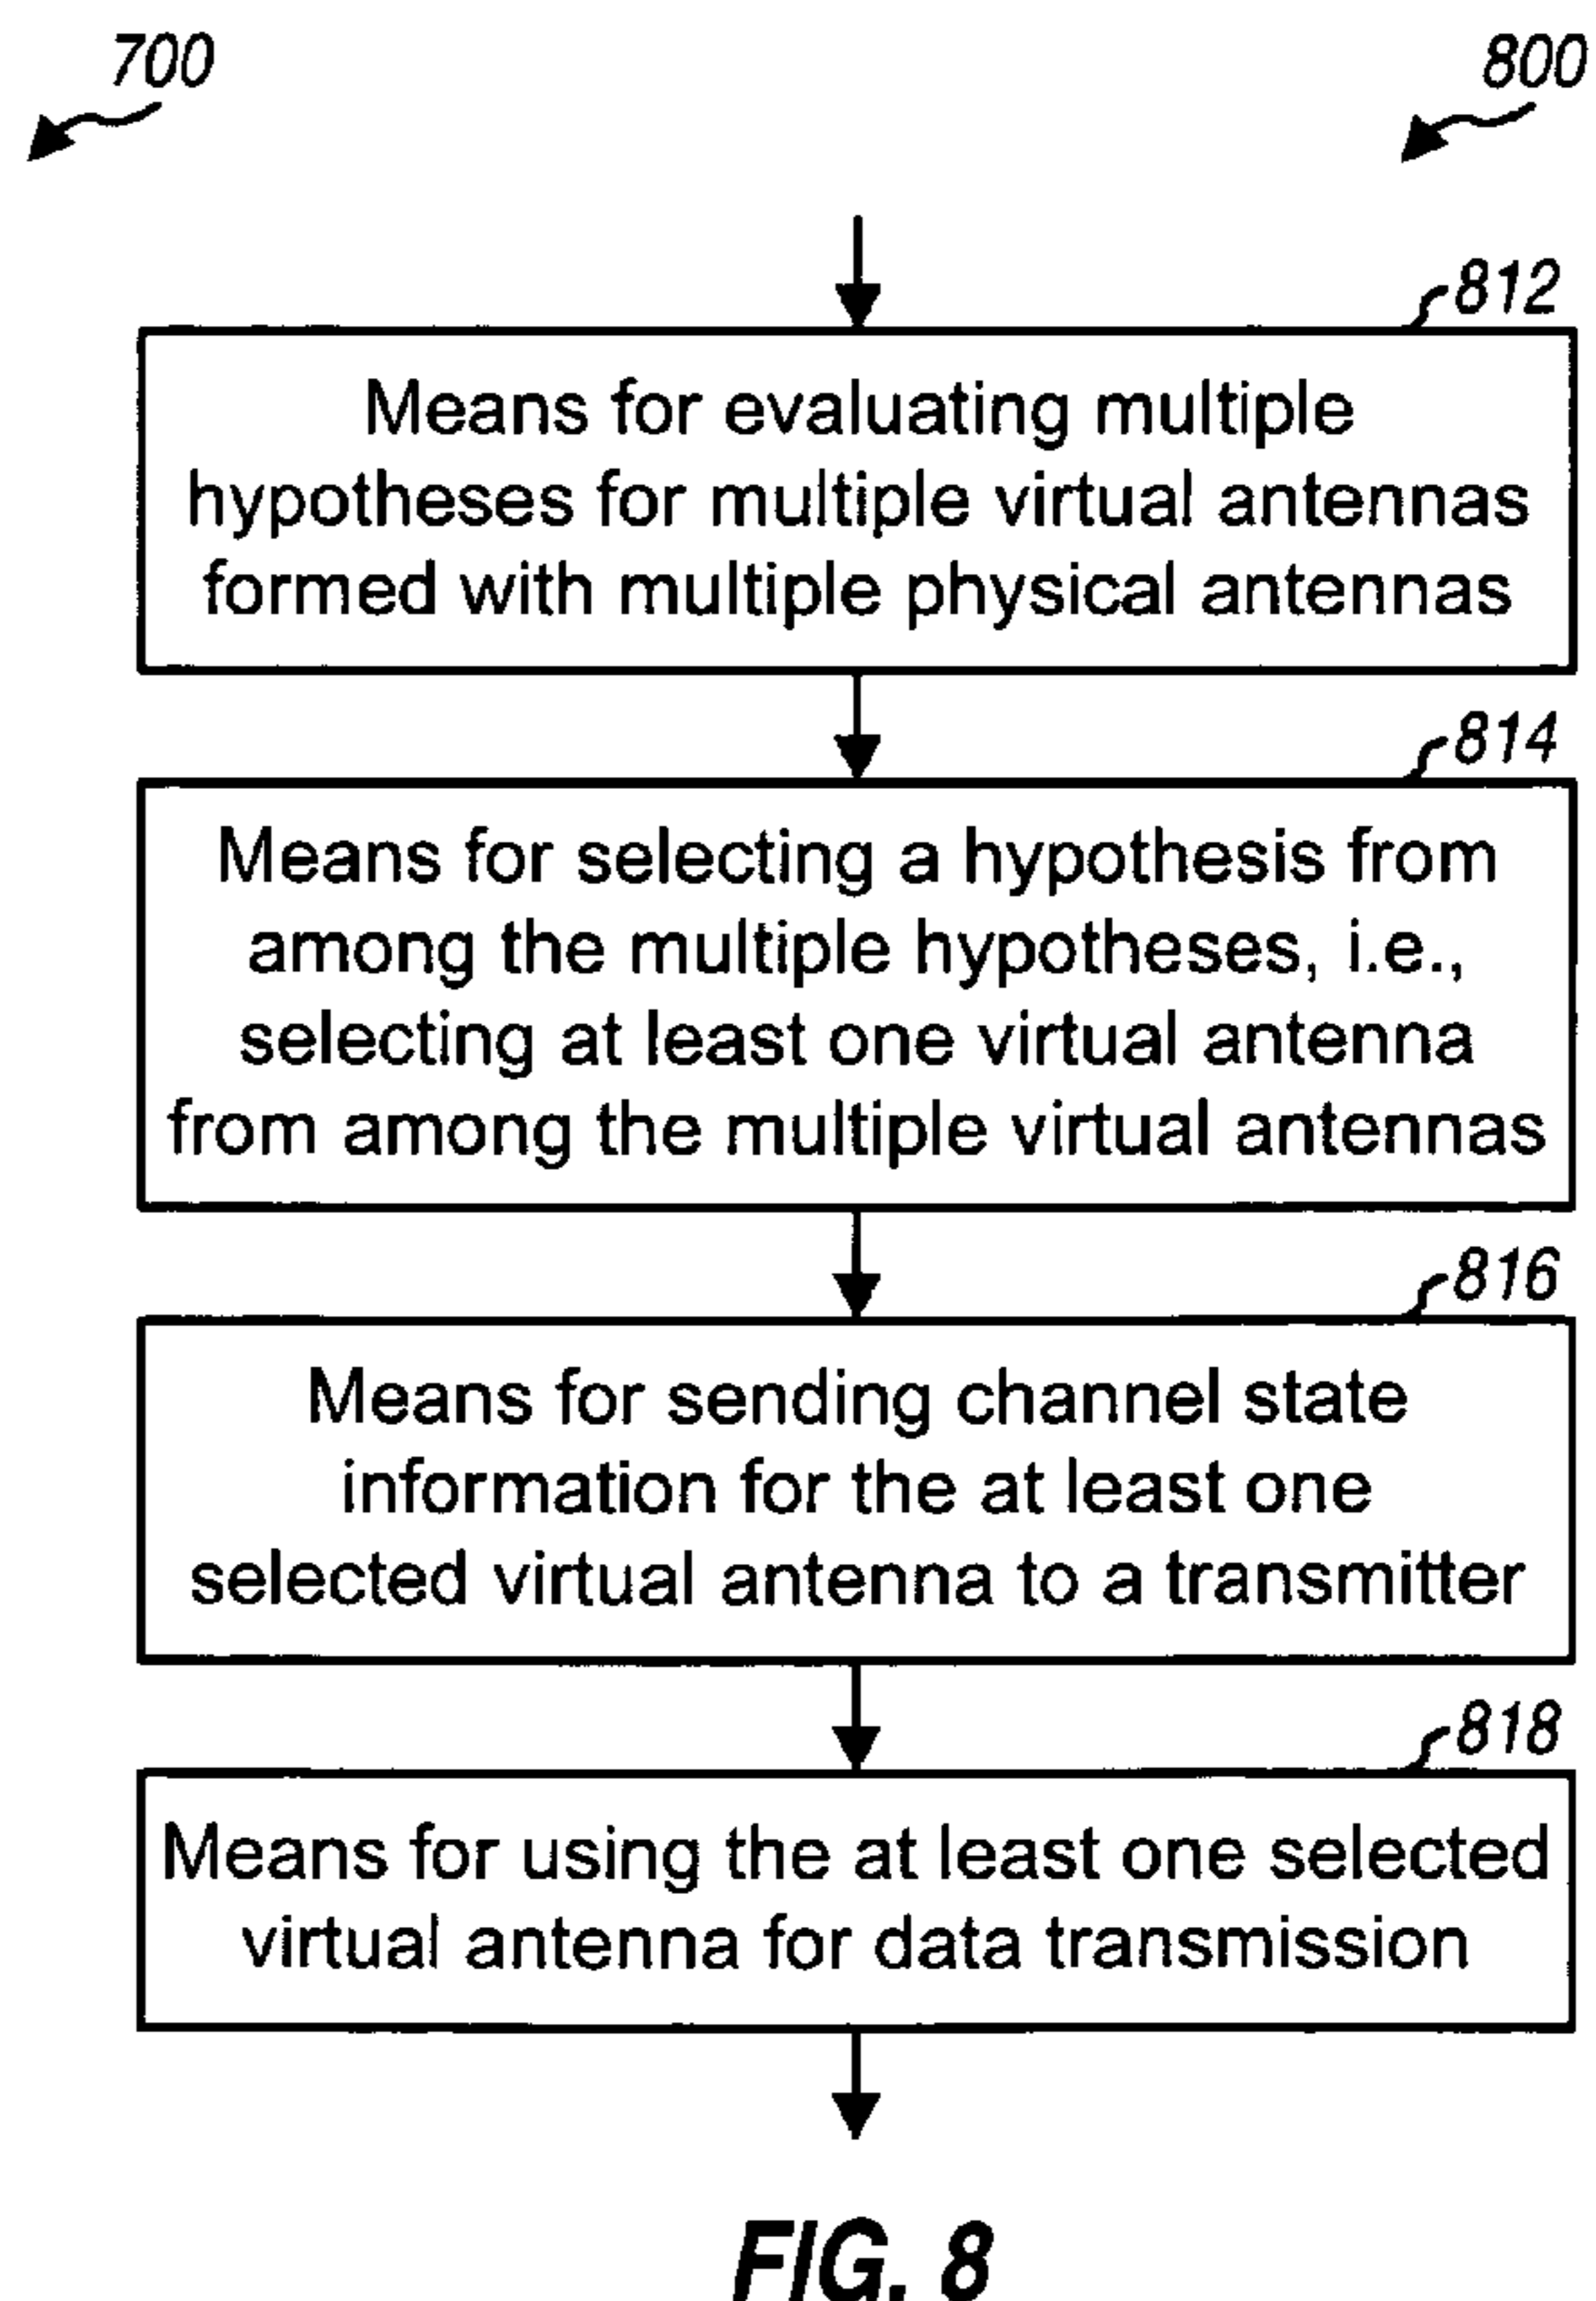 700
800
812
Means for evaluating multiple
hypotheses for multiple virtual antennas
formed with multiple physical antennas
814
Means for selecting a hypothesis from
among the multiple hypotheses, i.e.,
selecting at least one virtual antenna
from among the multiple virtual antennas
816
Means for sending channel state
information for the at least one
selected virtual antenna to a transmitter
818
Means for using the at least one selected
virtual antenna for data transmission
FIG. 8